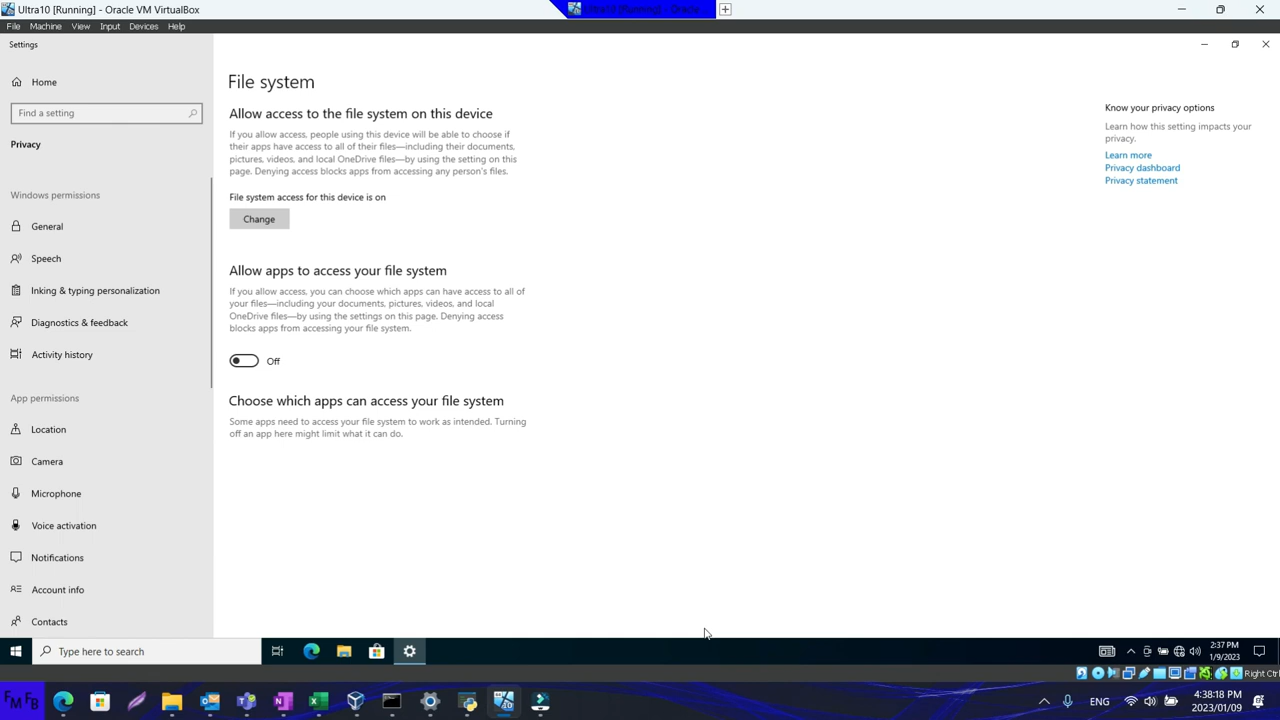 Ultra10 [Running] - Oracle VM VirtualBox
Ultra10 [Running] - Oracle
File Machine View Input Devices Help
Settings
Home
Find a setting
Privacy
Windows permissions
General
Speech
Inking & typing personalization
Diagnostics & feedback
Activity history
App permissions
Location
Camera
Microphone
Voice activation
Notifications
Account info
Contacts
File system
Allow access to the file system on this device
If you allow access, people using this device will be able to choose if
their apps have access to all of their files—including their documents,
pictures, videos, and local OneDrive files—by using the setting on this
page. Denying access blocks apps from accessing any person's files.
File system access for this device is on
Change
Allow apps to access your file system
If you allow access, you can choose which apps can have access to all of
your files—including your documents, pictures, videos, and local
OneDrive files—by using the settings on this page. Denying access
blocks apps from accessing your file system.
Off
Choose which apps can access your file system
Some apps need to access your file system to work as intended. Turning
off an app here might limit what it can do.
Know your privacy options
Learn how this setting impacts your
privacy.
Learn more
Privacy dashboard
Privacy statement
Type here to search
2:37 PM
1/9/2023
Right Ctrl
FM FB
ENG
4:38:18 PM
2023/01/09